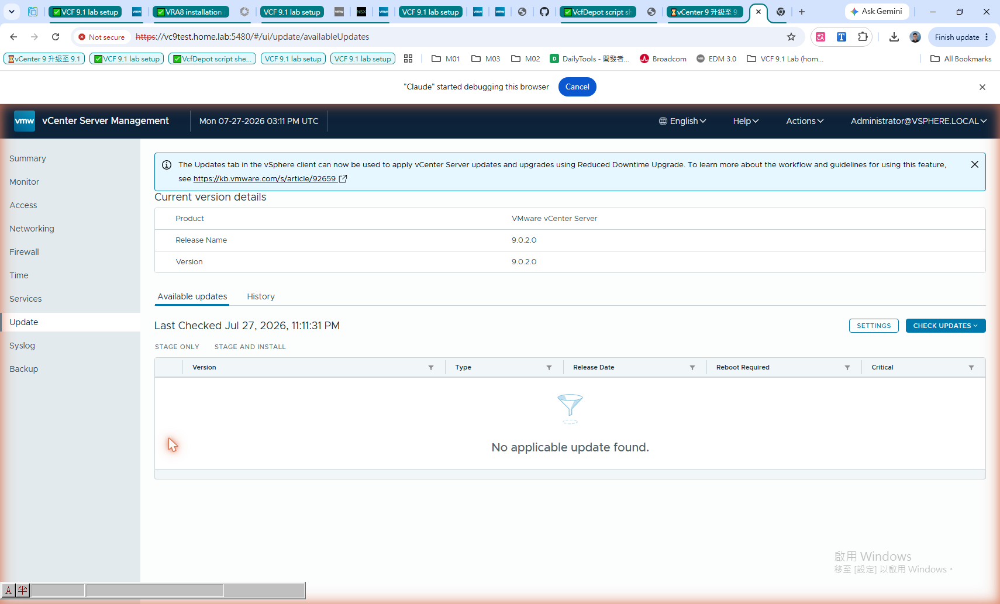 ✅VCF 9.1 lab setup
vmw
✅VRA8 installation
VCF 9.1 lab setup
vmw
NSX
vmw
VCF 9.1 lab setup
vmw
vmw
✅VcfDepot script sh
⌛vCenter 9 升級至 9
Ask Gemini
Not secure
https://vc9test.home.lab:5480/#/ui/update/availableUpdates
Finish update
⌛vCenter 9 升級至 9.1
✅VCF 9.1 lab setup
✅VcfDepot script she...
VCF 9.1 lab setup
VCF 9.1 lab setup
M01
M03
M02
DailyTools - 開發者...
Broadcom
EDM 3.0
VCF 9.1 Lab (hom...
All Bookmarks
"Claude" started debugging this browser
Cancel
vmw
vCenter Server Management
Mon 07-27-2026 03:11 PM UTC
English
Help
Actions
Administrator@VSPHERE.LOCAL
Summary
Monitor
Access
Networking
Firewall
Time
Services
Update
Syslog
Backup
The Updates tab in the vSphere client can now be used to apply vCenter Server updates and upgrades using Reduced Downtime Upgrade. To learn more about the workflow and guidelines for using this feature,
see https://kb.vmware.com/s/article/92659
Current version details
Product VMware vCenter Server
Release Name 9.0.2.0
Version 9.0.2.0
Available updates
History
Last Checked Jul 27, 2026, 11:11:31 PM
SETTINGS
CHECK UPDATES
STAGE ONLY
STAGE AND INSTALL
Version
Type
Release Date
Reboot Required
Critical
No applicable update found.
啟用 Windows
移至 [設定] 以啟用 Windows。
A 半